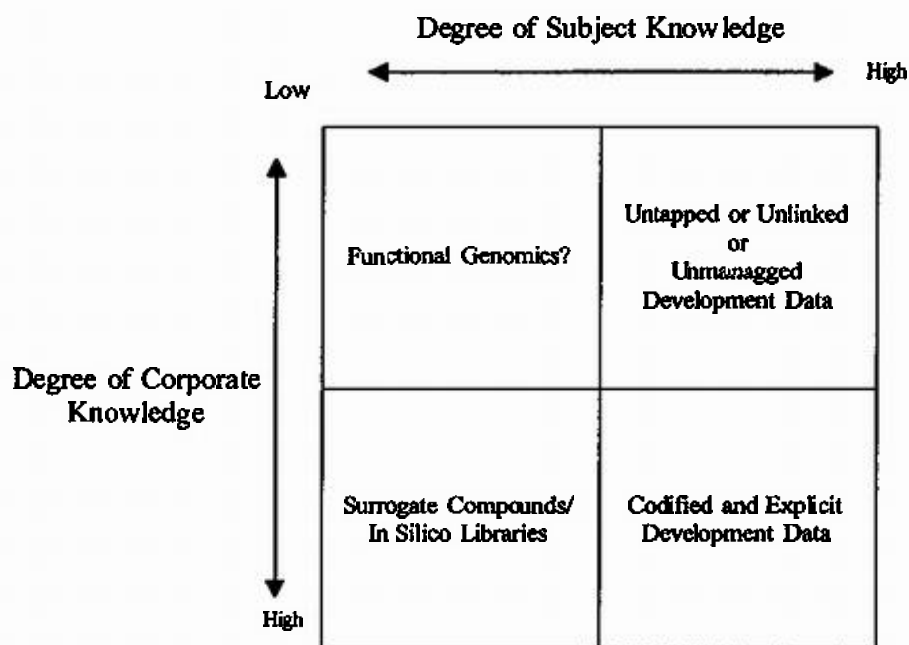 Degree of Subject Knowledge
Low
High
Functional Genomics?
Untapped or Unlinked
or
Unmanagged
Development Data
Degree of Corporate
Knowledge
Surrogate Compounds/
In Silico Libraries
Codified and Explicit
Development Data
High